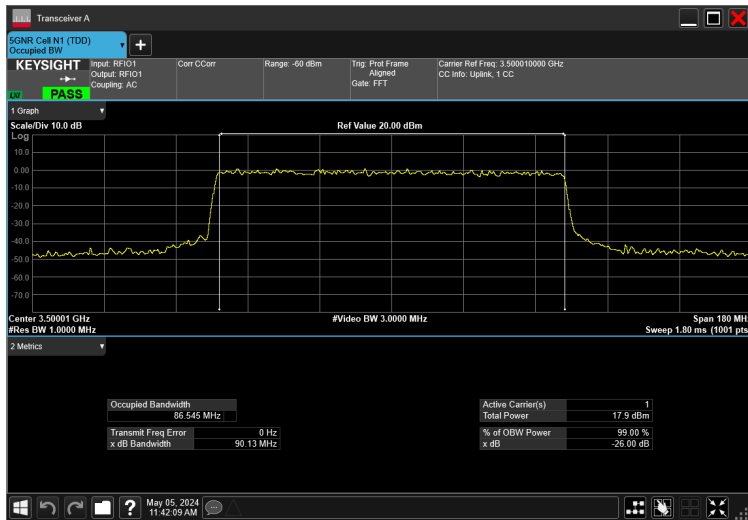 Transceiver A
5GNR Cell N1 (TDD)
Occupied BW
KEYSIGHT
LXI
PASS
Input: RFIO1
Output: RFIO1
Coupling: AC
Corr CCorr
Range: -60 dBm
Trig: Prot Frame
Aligned
Gate: FFT
Carrier Ref Freq: 3.500010000 GHz
CC Info: Uplink, 1 CC
1 Graph
Scale/Div 10.0 dB
Ref Value 20.00 dBm
Log
10.0
0.00
-10.0
-20.0
-30.0
-40.0
-50.0
-60.0
-70.0
Center 3.50001 GHz
#Video BW 3.0000 MHz
Span 180 MH
#Res BW 1.0000 MHz
Sweep 1.80 ms (1001 pts
2 Metrics
Occupied Bandwidth
86.545 MHz
Transmit Freq Error 0 Hz
x dB Bandwidth 90.13 MHz
Active Carrier(s) 1
Total Power 17.9 dBm
% of OBW Power 99.00 %
x dB -26.00 dB
?
May 05, 2024
11:42:09 AM